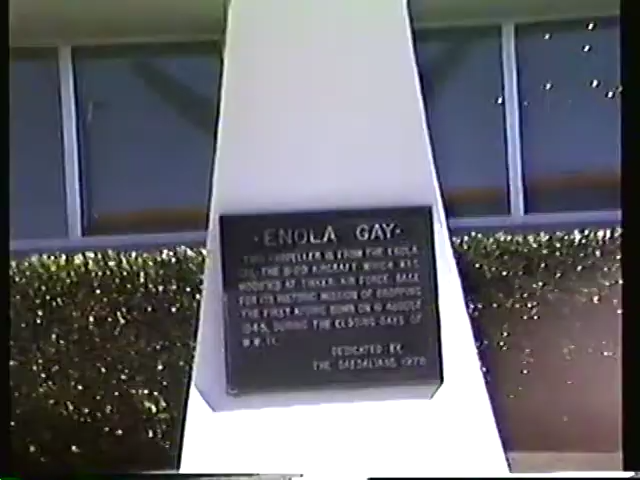 ·ENOLA GAY·
THIS PROPELLER IS FROM THE ENOLA
GAY, THE B-29 AIRCRAFT WHICH WAS
MODIFIED AT TINKER AIR FORCE BASE
FOR ITS HISTORIC MISSION OF DROPPING
THE FIRST ATOMIC BOMB ON 6 AUGUST
1945, DURING THE CLOSING DAYS OF
W.W. II.
DEDICATED BY
THE DAEDALIANS 1978